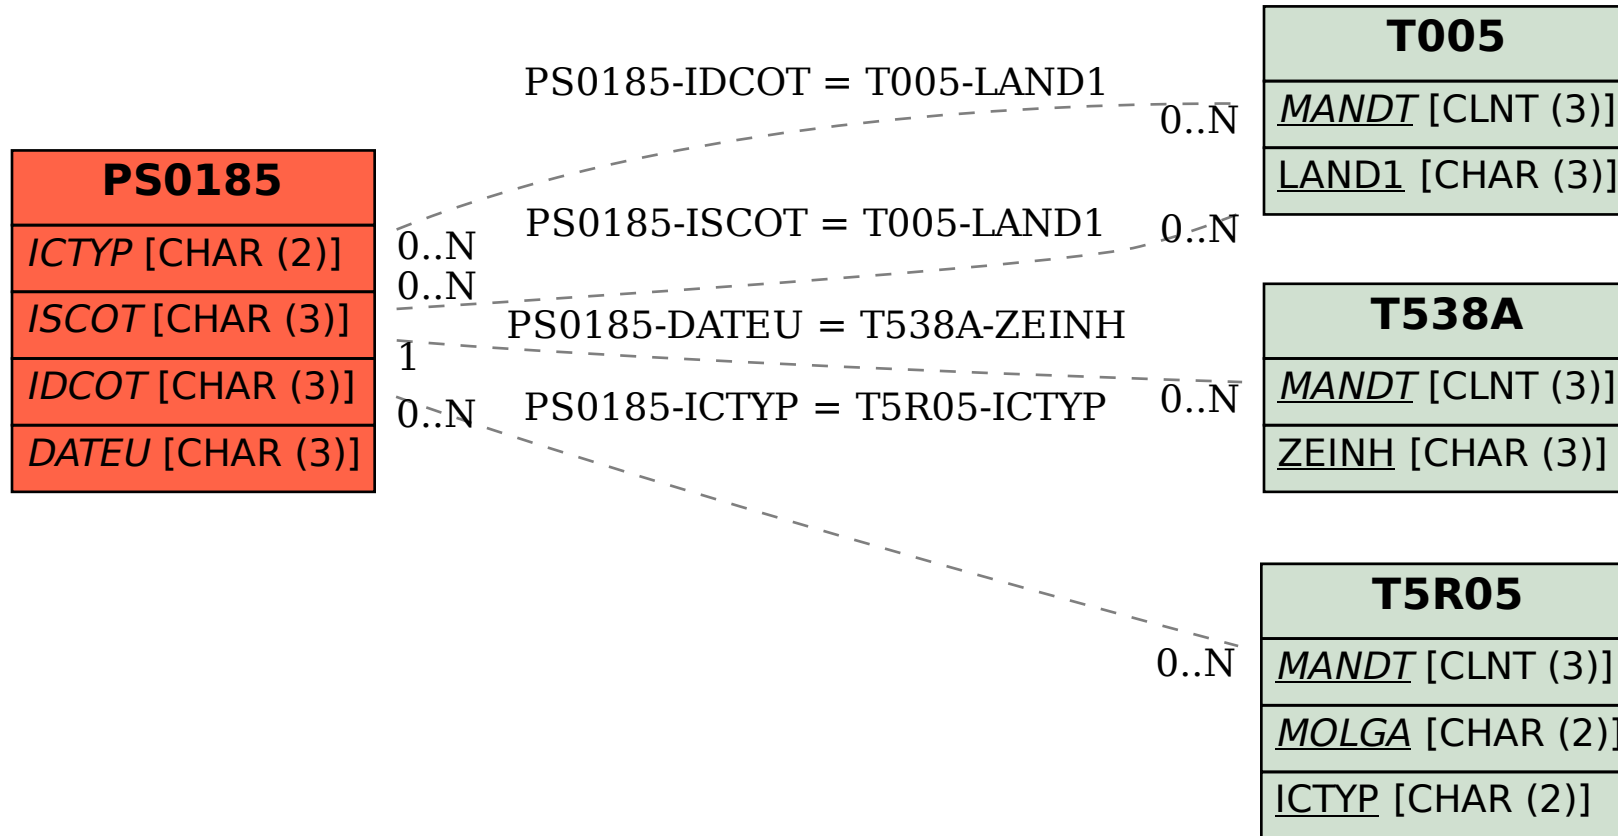 PS0185
ICTYP [CHAR (2)]
ISCOT [CHAR (3)]
IDCOT [CHAR (3)]
DATEU [CHAR (3)]
PS0185-IDCOT = T005-LAND1
0..N
0..N
PS0185-ISCOT = T005-LAND1
0..N
0..N
PS0185-DATEU = T538A-ZEINH
1
0..N
PS0185-ICTYP = T5R05-ICTYP
0..N
0..N
T005
MANDT [CLNT (3)]
LAND1 [CHAR (3)]
T538A
MANDT [CLNT (3)]
ZEINH [CHAR (3)]
T5R05
MANDT [CLNT (3)]
MOLGA [CHAR (2)]
ICTYP [CHAR (2)]